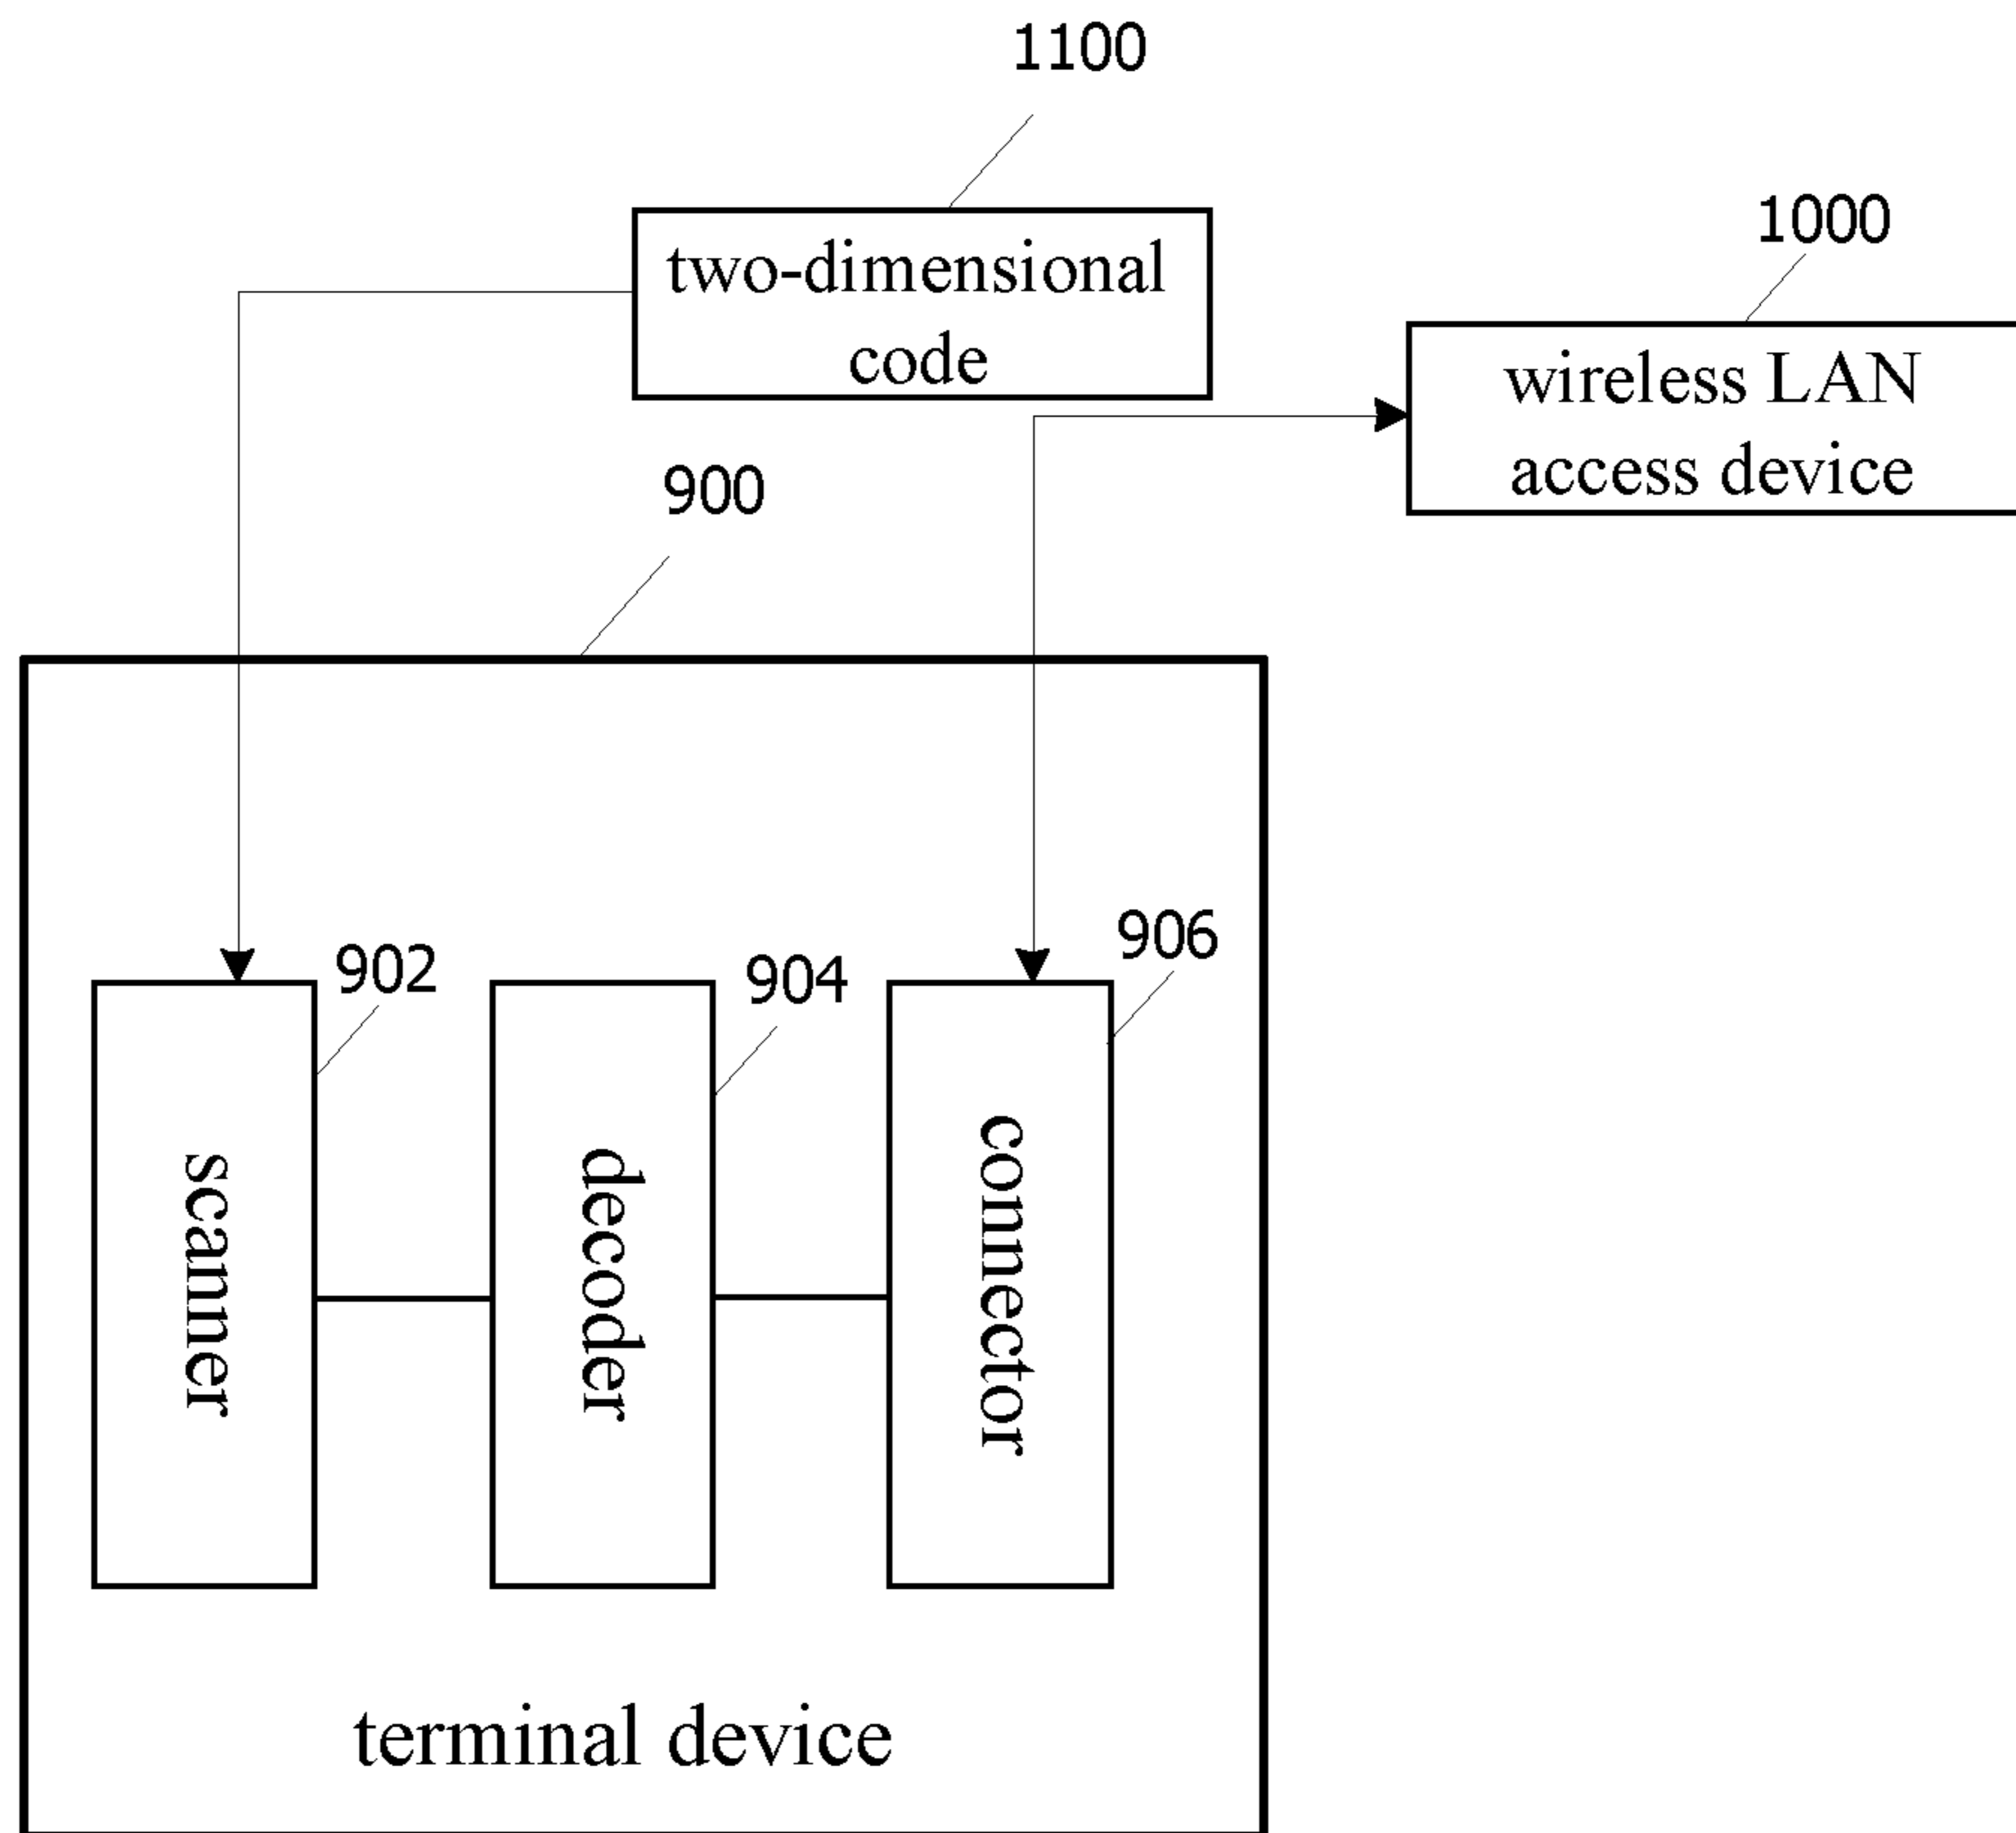 1100
two-dimensional
code
1000
wireless LAN
access device
900
902
904
906
scanner
decoder
connector
terminal device